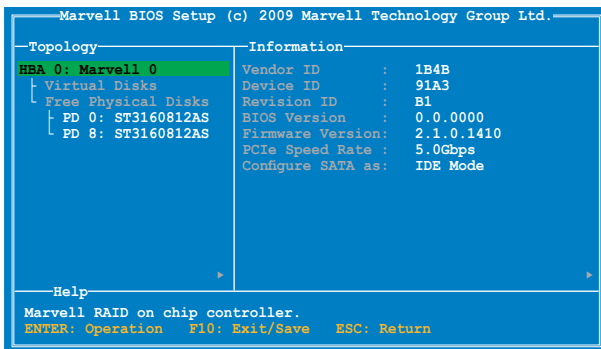 Marvell BIOS Setup (c) 2009 Marvell Technology Group Ltd.
Topology
HBA 0: Marvell 0
Virtual Disks
Free Physical Disks
PD 0: ST3160812AS
PD 8: ST3160812AS
Information
Vendor ID : 1B4B
Device ID : 91A3
Revision ID : B1
BIOS Version : 0.0.0000
Firmware Version: 2.1.0.1410
PCIe Speed Rate : 5.0Gbps
Configure SATA as: IDE Mode
Help
Marvell RAID on chip controller.
ENTER: Operation F10: Exit/Save ESC: Return